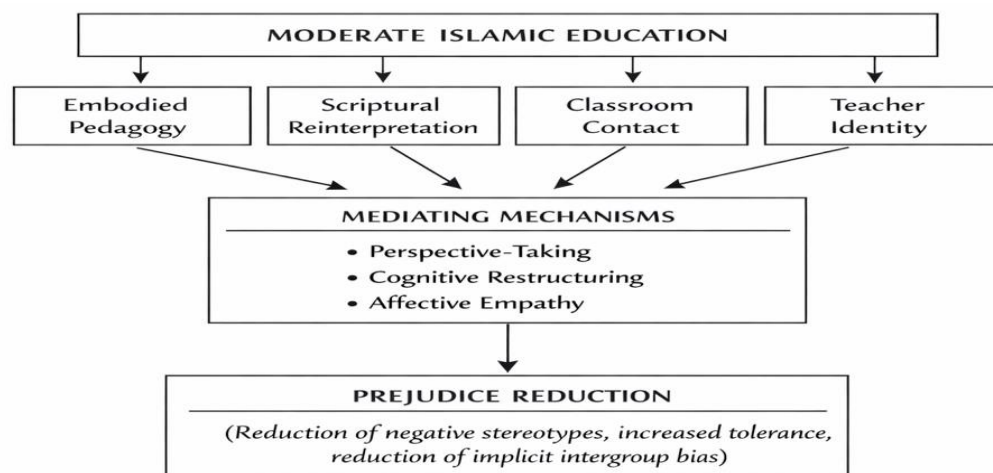 MODERATE ISLAMIC EDUCATION
Embodied
Pedagogy
Scriptural
Reinterpretation
Classroom
Contact
Teacher
Identity
MEDIATING MECHANISMS
• Perspective-Taking
• Cognitive Restructuring
• Affective Empathy
PREJUDICE REDUCTION
(Reduction of negative stereotypes, increased tolerance,
reduction of implicit intergroup bias)